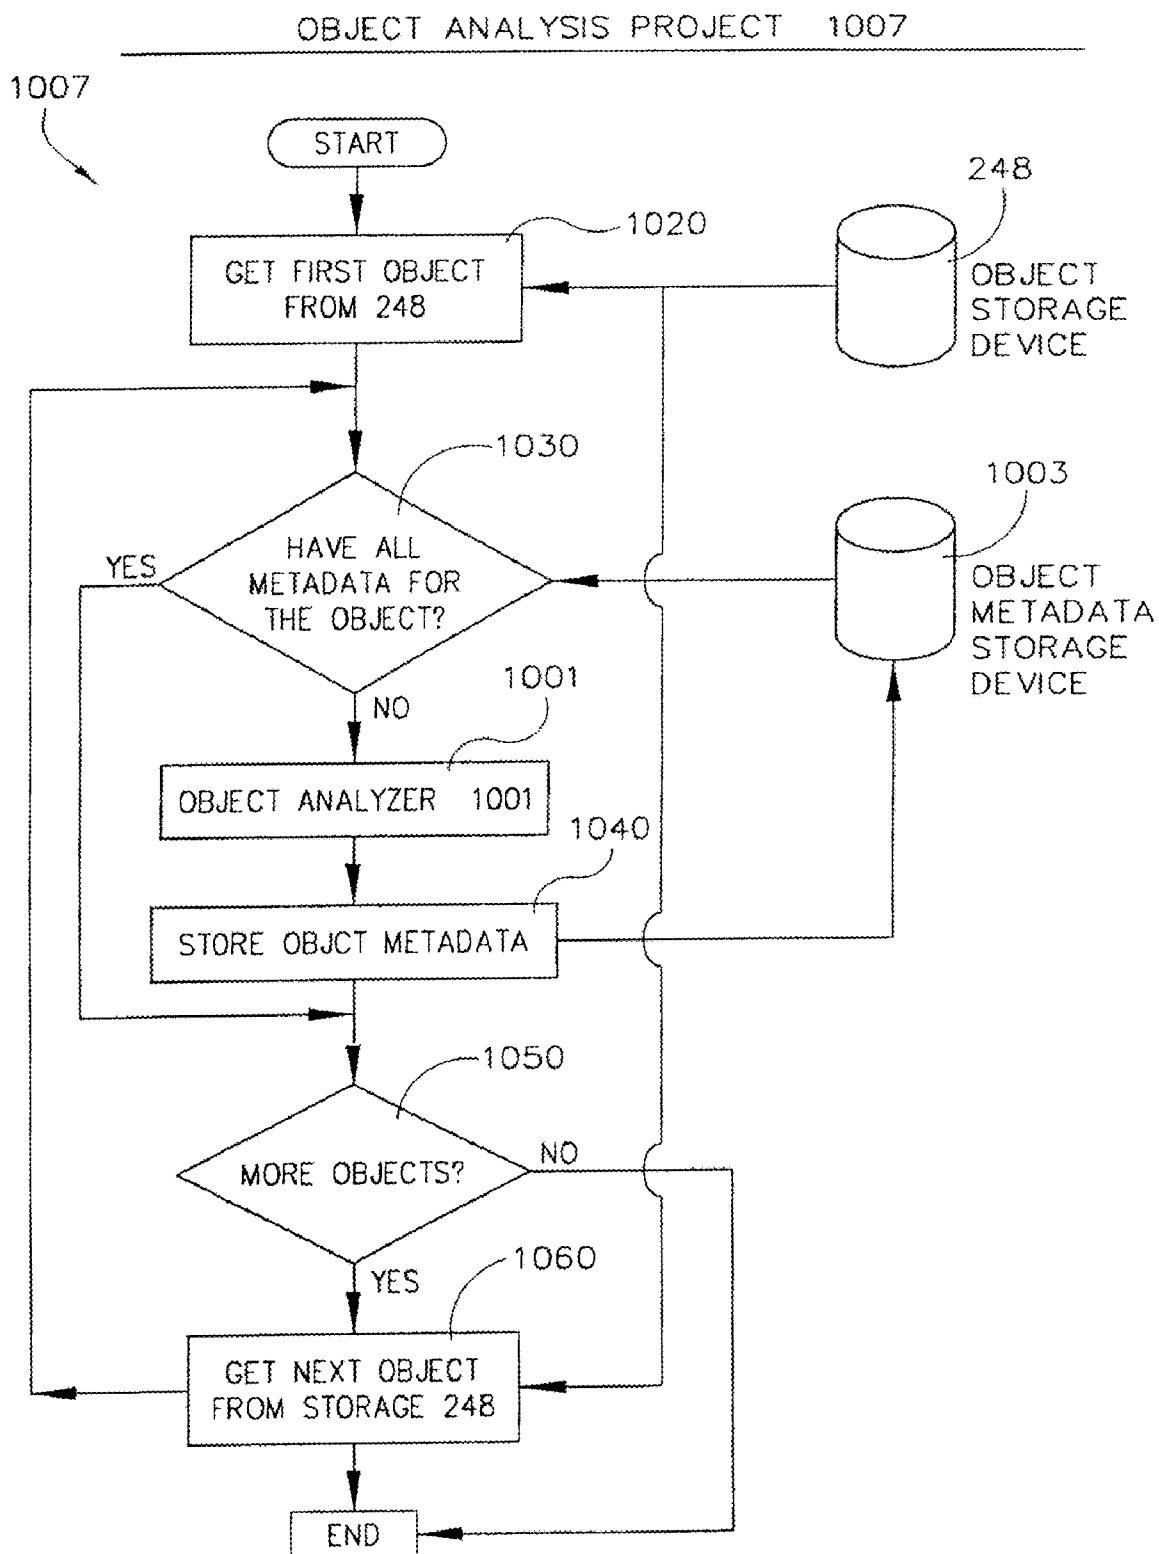 OBJECT ANALYSIS PROJECT 1007
1007
START
248
1020
GET FIRST OBJECT
FROM 248
OBJECT
STORAGE
DEVICE
1030
1003
YES
HAVE ALL
METADATA FOR
THE OBJECT?
OBJECT
METADATA
STORAGE
DEVICE
1001
NO
OBJECT ANALYZER 1001
1040
STORE OBJCT METADATA
1050
MORE OBJECTS?
NO
1060
YES
GET NEXT OBJECT
FROM STORAGE 248
END